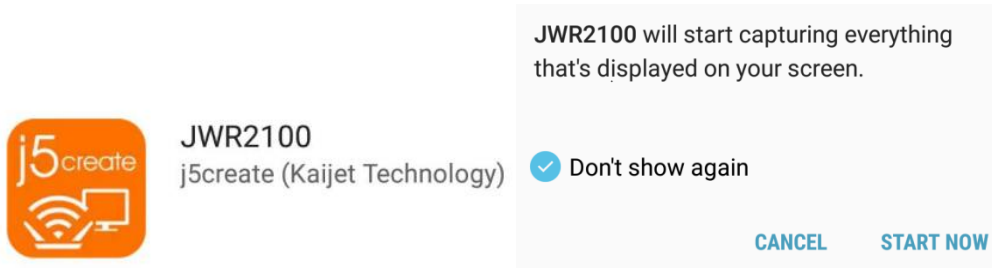 j5create
JWR2100
j5create (Kaijet Technology)
JWR2100 will start capturing everything
that's displayed on your screen.
Don't show again
CANCEL START NOW